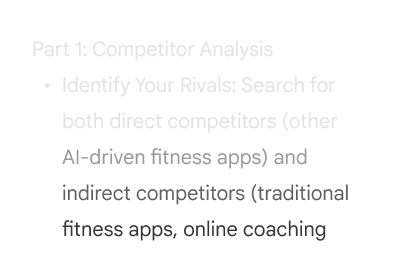 Part 1: Competitor Analysis
• Identify Your Rivals: Search for
both direct competitors (other
AI-driven fitness apps) and
indirect competitors (traditional
fitness apps, online coaching